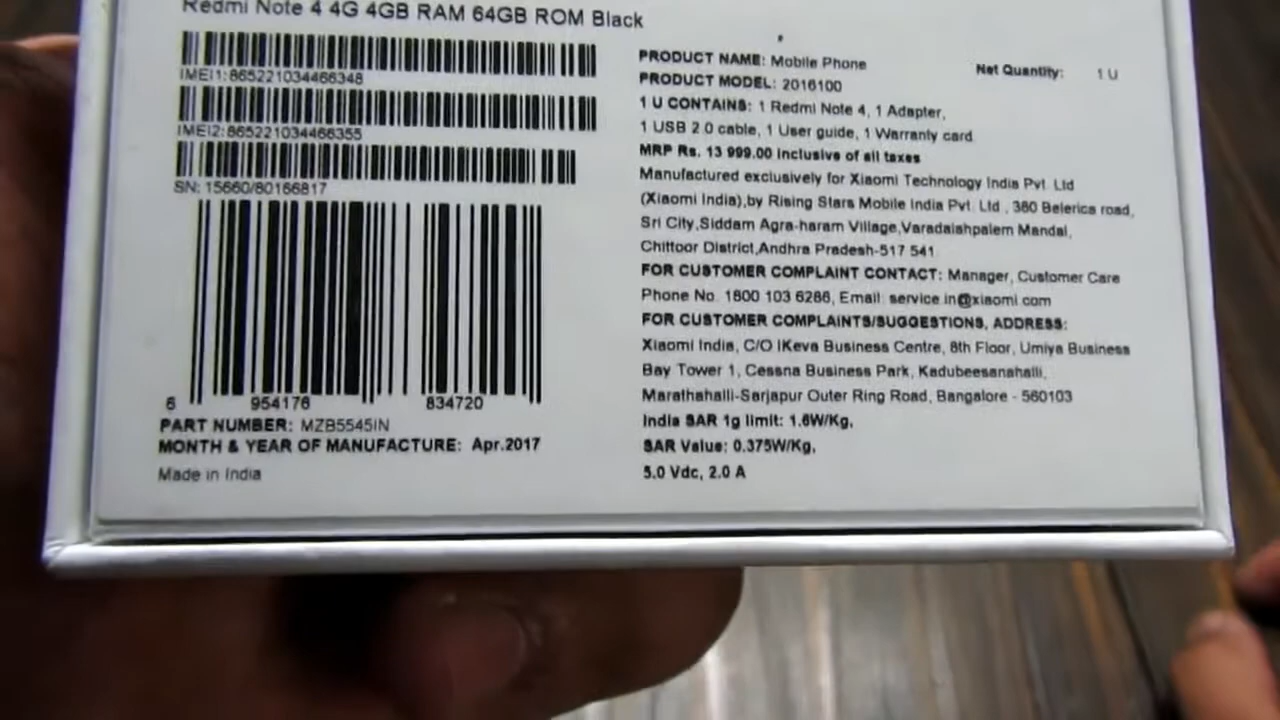 Redmi Note 4 4G 4GB RAM 64GB ROM Black
IMEI1:865221034466348
IMEI2:865221034466355
SN: 15660/80166817
6 954176 834720
PART NUMBER: MZB5545IN
MONTH & YEAR OF MANUFACTURE: Apr.2017
Made in India
PRODUCT NAME: Mobile Phone
Net Quantity: 1 U
PRODUCT MODEL: 2016100
1 U CONTAINS: 1 Redmi Note 4, 1 Adapter,
1 USB 2.0 cable, 1 User guide, 1 Warranty card
MRP Rs. 13 999.00 Inclusive of all taxes
Manufactured exclusively for Xiaomi Technology India Pvt. Ltd
(Xiaomi India),by Rising Stars Mobile India Pvt. Ltd , 380 Belerica road,
Sri City,Siddam Agra-haram Village,Varadaiahpalem Mandal,
Chittoor District,Andhra Pradesh-517 541
FOR CUSTOMER COMPLAINT CONTACT: Manager, Customer Care
Phone No. 1800 103 6286, Email: service.in@xiaomi.com
FOR CUSTOMER COMPLAINTS/SUGGESTIONS, ADDRESS:
Xiaomi India, C/O IKeva Business Centre, 8th Floor, Umiya Business
Bay Tower 1, Cessna Business Park, Kadubeesanahalli,
Marathahalli-Sarjapur Outer Ring Road, Bangalore - 560103
India SAR 1g limit: 1.6W/Kg,
SAR Value: 0.375W/Kg,
5.0 Vdc, 2.0 A